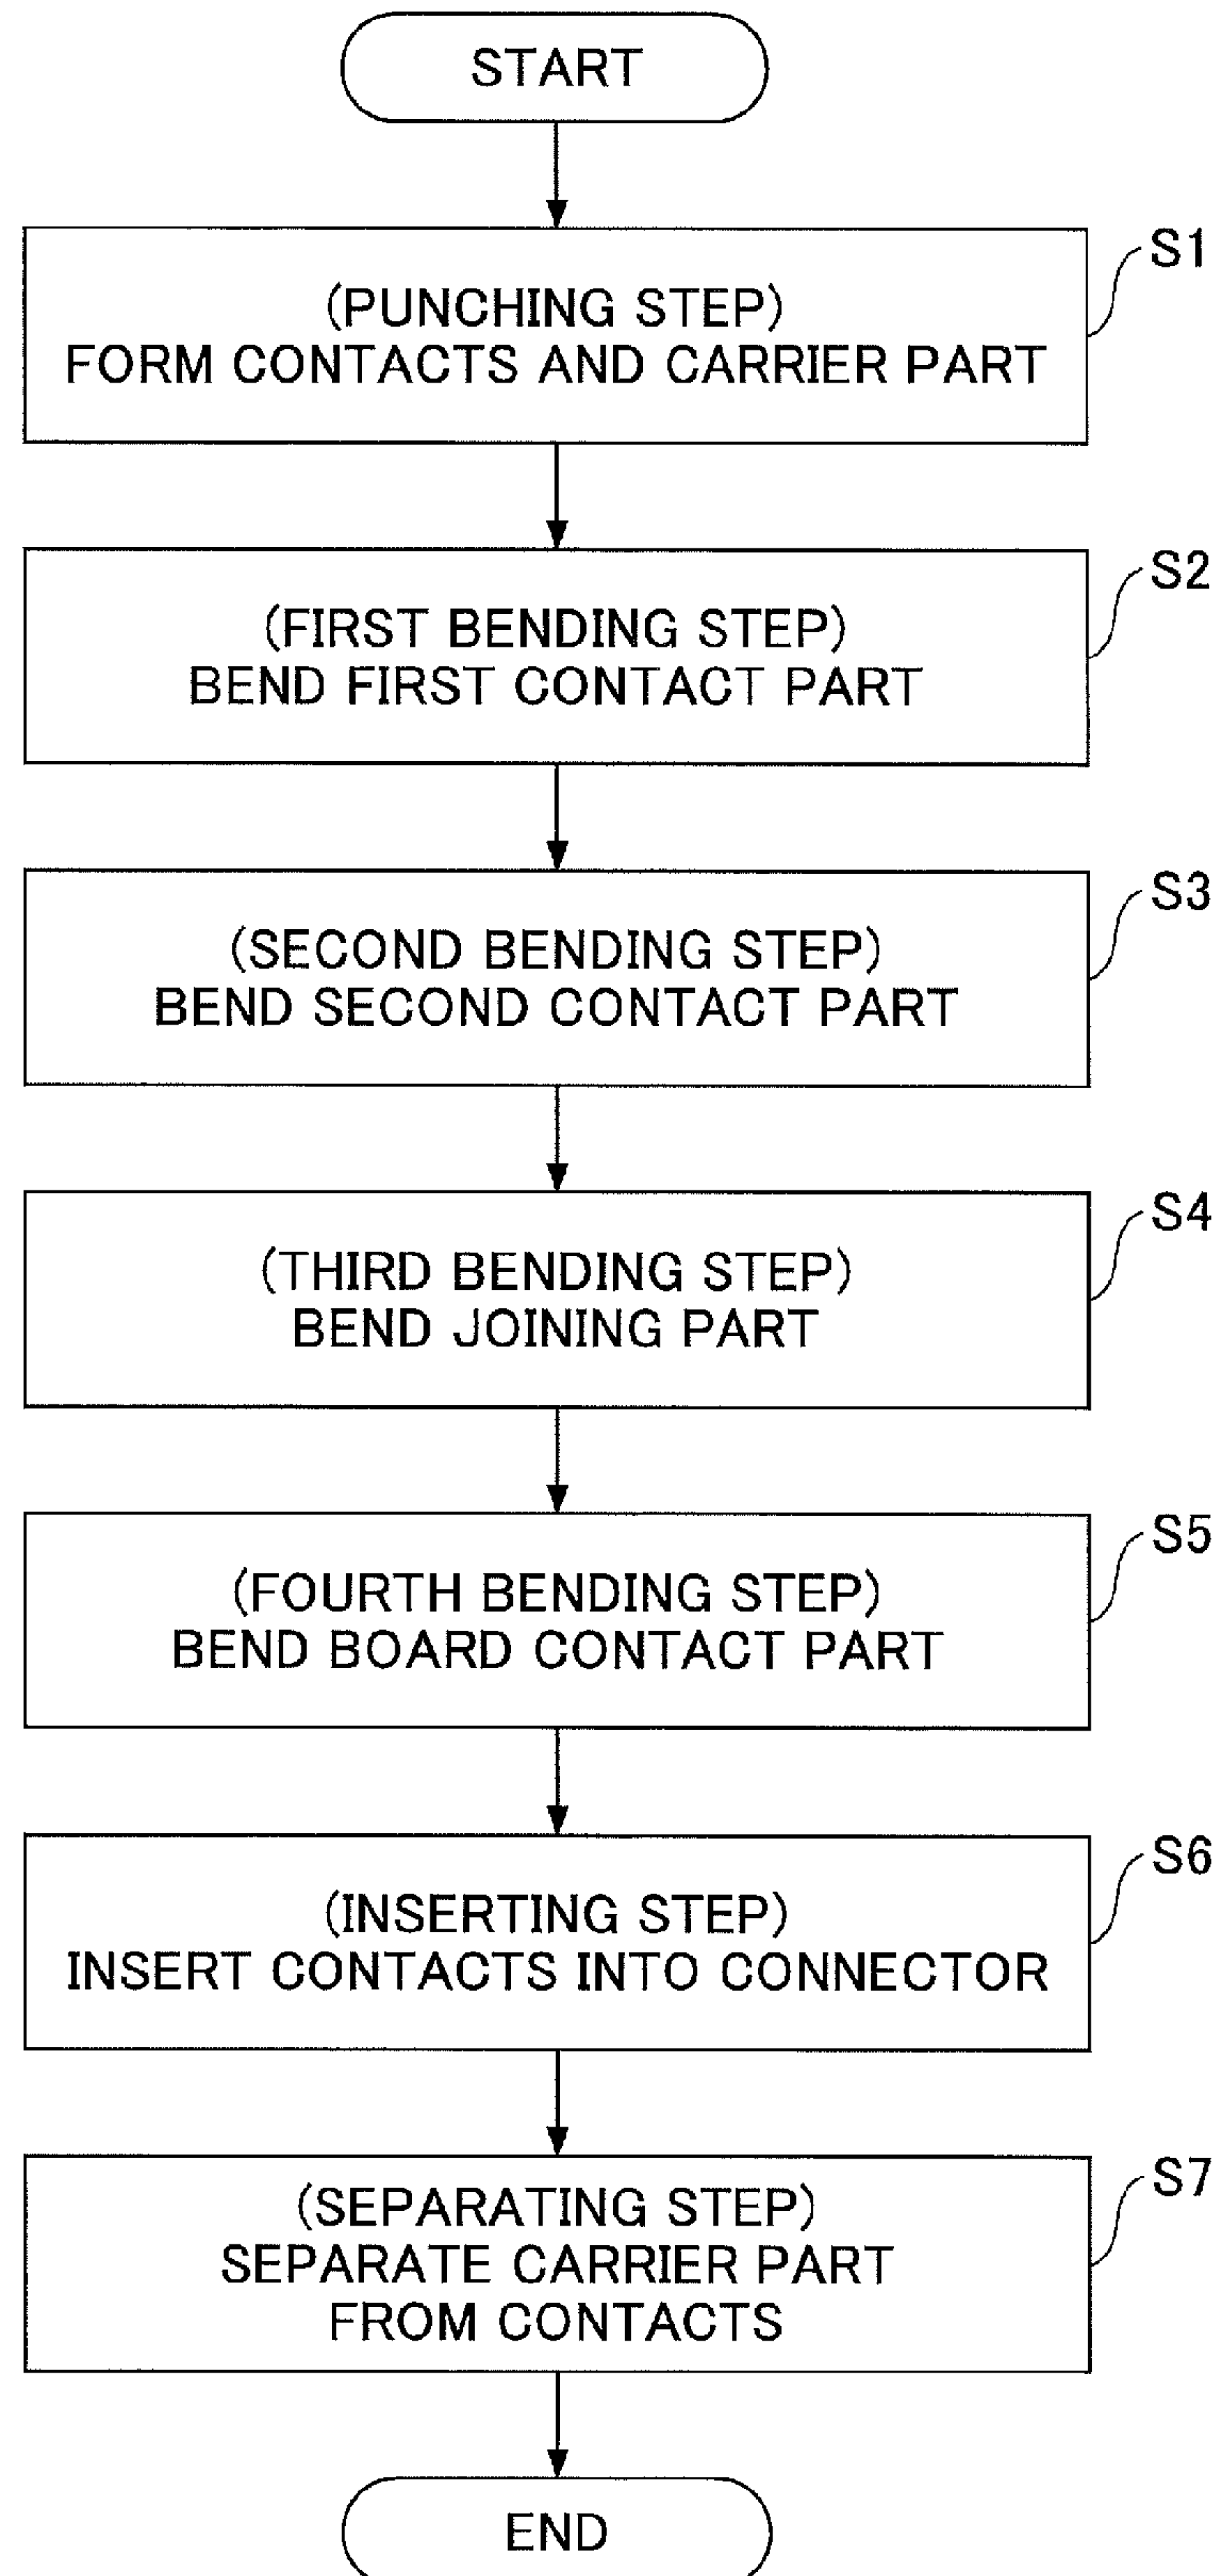 START
S1
(PUNCHING STEP)
FORM CONTACTS AND CARRIER PART
S2
(FIRST BENDING STEP)
BEND FIRST CONTACT PART
S3
(SECOND BENDING STEP)
BEND SECOND CONTACT PART
S4
(THIRD BENDING STEP)
BEND JOINING PART
S5
(FOURTH BENDING STEP)
BEND BOARD CONTACT PART
S6
(INSERTING STEP)
INSERT CONTACTS INTO CONNECTOR
S7
(SEPARATING STEP)
SEPARATE CARRIER PART
FROM CONTACTS
END